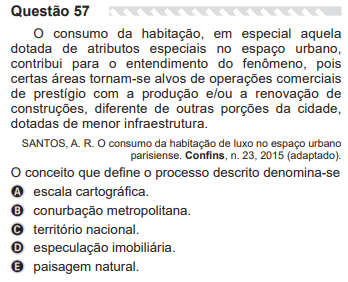 Questão 57
O consumo da habitação, em especial aquela
dotada de atributos especiais no espaço urbano,
contribui para o entendimento do fenômeno, pois
certas áreas tornam-se alvos de operações comerciais
de prestígio com a produção e/ou a renovação de
construções, diferente de outras porções da cidade,
dotadas de menor infraestrutura.
SANTOS, A. R. O consumo da habitação de luxo no espaço urbano
parisiense. Confins, n. 23, 2015 (adaptado).
O conceito que define o processo descrito denomina-se
A escala cartográfica.
B conurbação metropolitana.
C território nacional.
D especulação imobiliária.
E paisagem natural.